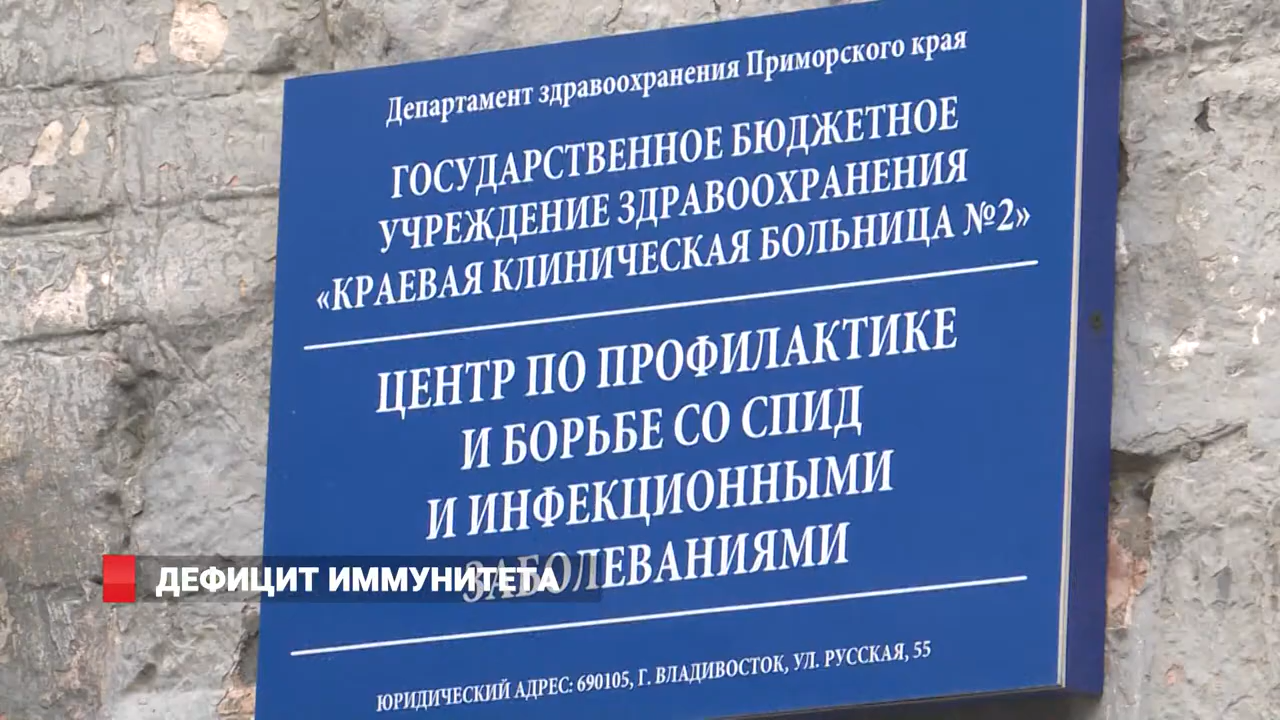 Департамент здравоохранения Приморского края
ГОСУДАРСТВЕННОЕ БЮДЖЕТНОЕ
УЧРЕЖДЕНИЕ ЗДРАВООХРАНЕНИЯ
«КРАЕВАЯ КЛИНИЧЕСКАЯ БОЛЬНИЦА №2»
ЦЕНТР ПО ПРОФИЛАКТИКЕ
И БОРЬБЕ СО СПИД
И ИНФЕКЦИОННЫМИ
ЗАБОЛЕВАНИЯМИ
ДЕФИЦИТ ИММУНИТЕТА
ЮРИДИЧЕСКИЙ АДРЕС: 690105, Г. ВЛАДИВОСТОК, УЛ. РУССКАЯ, 55